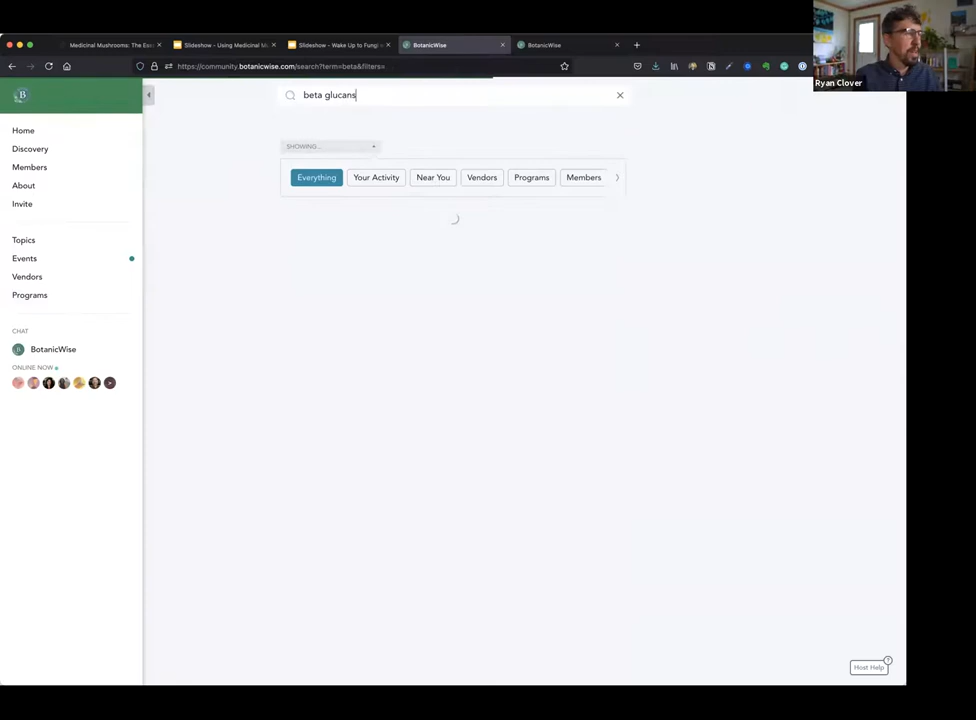 Medicinal Mushrooms: The Ess
Slideshow - Using Medicinal M
Slideshow - Wake Up to Fungi
BotanicWise
BotanicWise
https://community.botanicwise.com/search?term=beta&filters=
Ryan Clover
B
beta glucans
Home
Discovery
Members
About
Invite
Topics
Events
Vendors
Programs
CHAT
B BotanicWise
ONLINE NOW
SHOWING...
Everything
Your Activity
Near You
Vendors
Programs
Members
Host Help
?